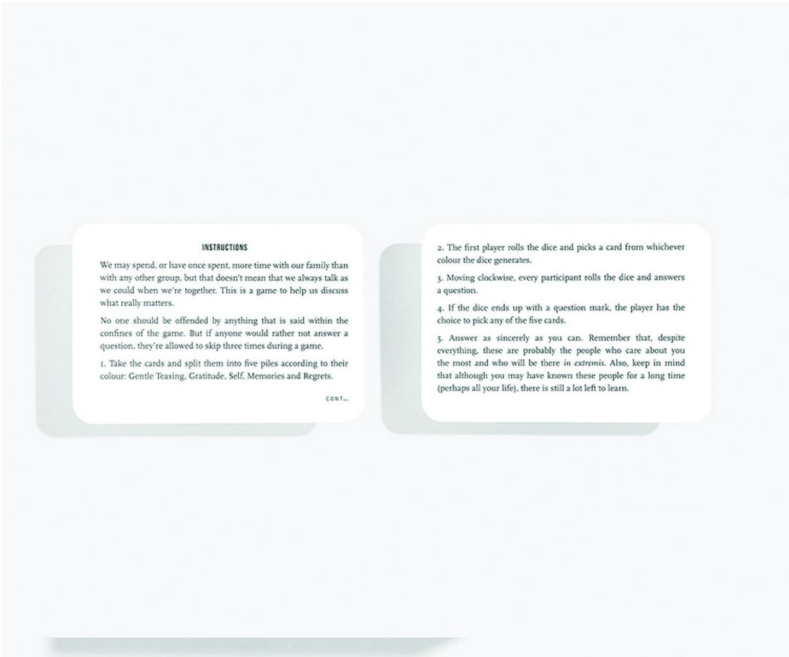 INSTRUCTIONS
We may spend, or have once spent, more time with our family than
with any other group, but that doesn't mean that we always talk as
we could when we're together. This is a game to help us discuss
what really matters.
No one should be offended by anything that is said within the
confines of the game. But if anyone would rather not answer a
question, they're allowed to skip three times during a game.
1. Take the cards and split them into five piles according to their
colour: Gentle Teasing, Gratitude, Self, Memories and Regrets.
CONT...
2. The first player rolls the dice and picks a card from whichever
colour the dice generates.
3. Moving clockwise, every participant rolls the dice and answers
a question.
4. If the dice ends up with a question mark, the player has the
choice to pick any of the five cards.
5. Answer as sincerely as you can. Remember that, despite
everything, these are probably the people who care about you
the most and who will be there in extremis. Also, keep in mind
that although you may have known these people for a long time
(perhaps all your life), there is still a lot left to learn.